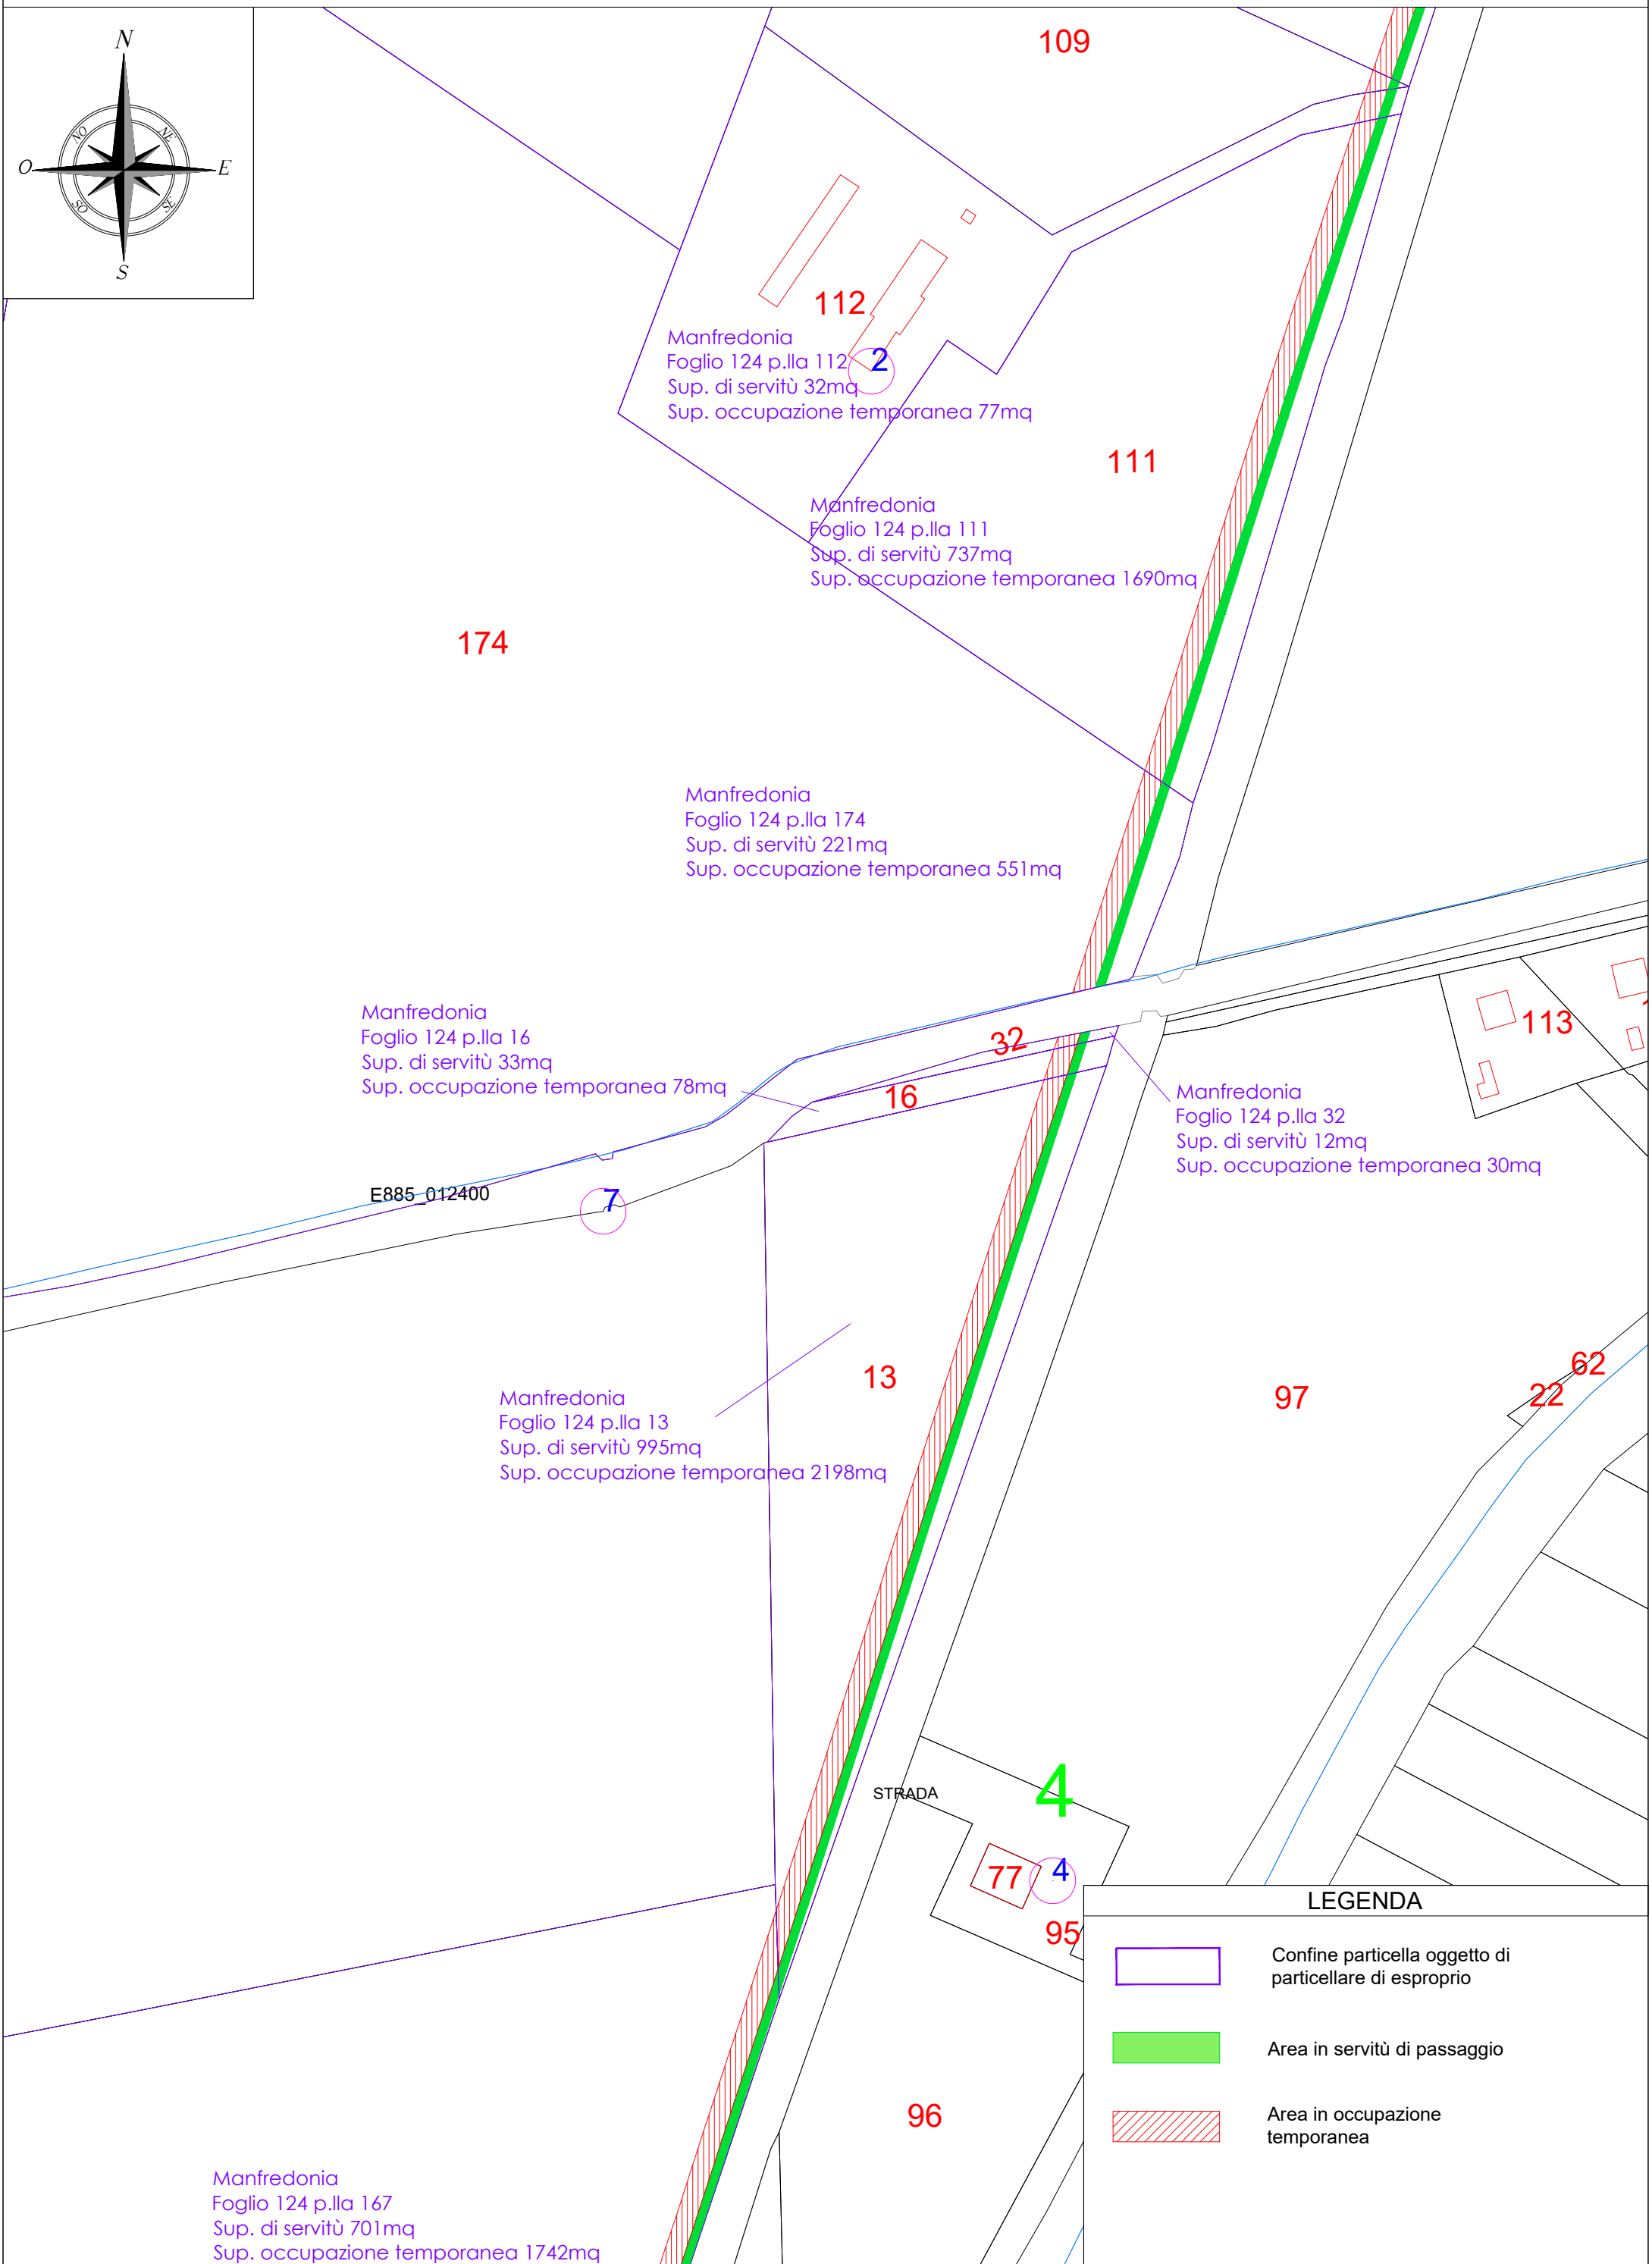 N
NO
NE
O
E
SO
SE
S
109
112
Manfredonia
Foglio 124 p.lla 112
Sup. di servitù 32mq
Sup. occupazione temporanea 77mq
2
111
Manfredonia
Foglio 124 p.lla 111
Sup. di servitù 737mq
Sup. occupazione temporanea 1690mq
174
Manfredonia
Foglio 124 p.lla 174
Sup. di servitù 221mq
Sup. occupazione temporanea 551mq
Manfredonia
Foglio 124 p.lla 16
Sup. di servitù 33mq
Sup. occupazione temporanea 78mq
32
16
113
Manfredonia
Foglio 124 p.lla 32
Sup. di servitù 12mq
Sup. occupazione temporanea 30mq
E885_012400
7
13
Manfredonia
Foglio 124 p.lla 13
Sup. di servitù 995mq
Sup. occupazione temporanea 2198mq
97
62
22
STRADA
4
77
4
95
96
Manfredonia
Foglio 124 p.lla 167
Sup. di servitù 701mq
Sup. occupazione temporanea 1742mq
LEGENDA
Confine particella oggetto di
particellare di esproprio
Area in servitù di passaggio
Area in occupazione
temporanea